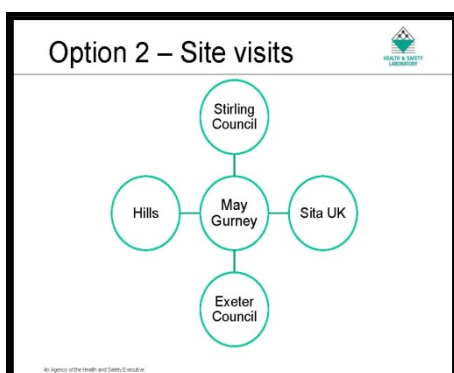 Option 2 – Site visits
HEALTH & SAFETY
LABORATORY
Stirling
Council
Hills
May
Gurney
Sita UK
Exeter
Council
An Agency of the Health and Safety Executive